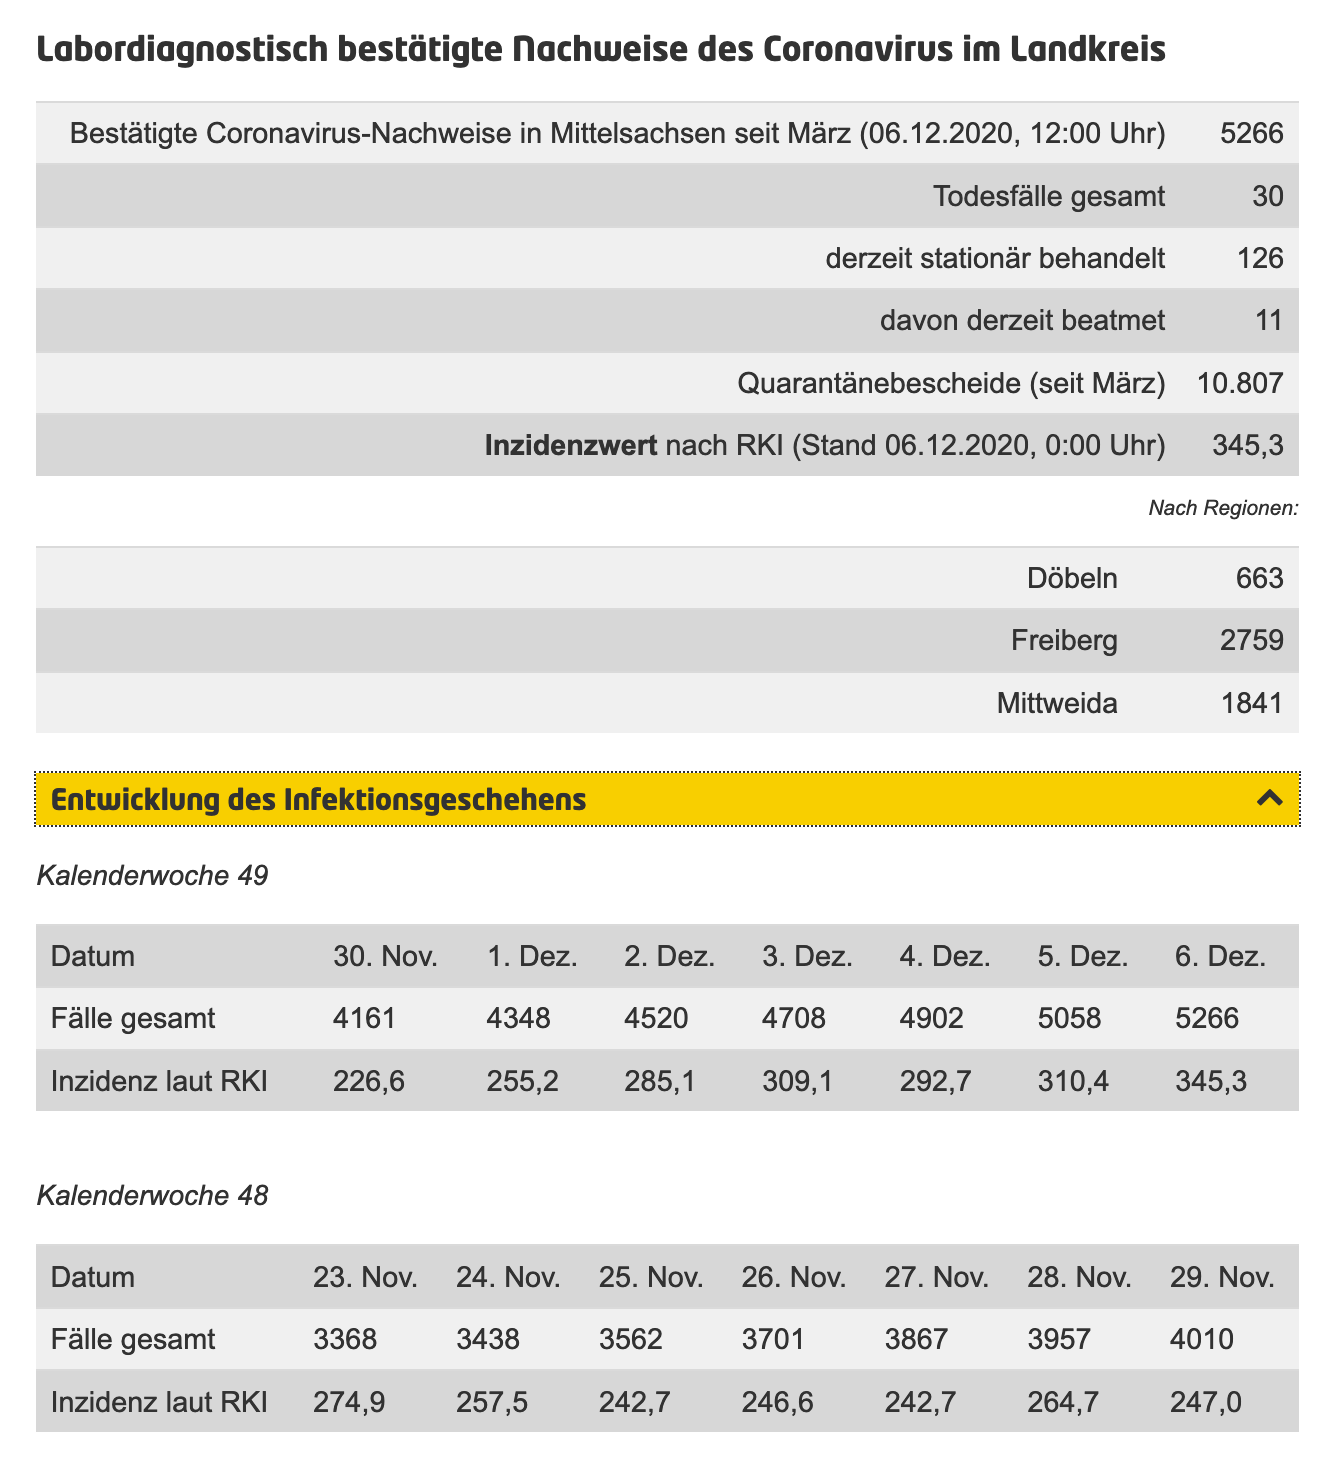 Labordiagnostisch bestätigte Nachweise des Coronavirus im Landkreis
Bestätigte Coronavirus-Nachweise in Mittelsachsen seit März (06.12.2020, 12:00 Uhr) 5266
Todesfälle gesamt 30
derzeit stationär behandelt 126
davon derzeit beatmet 11
Quarantänebescheide (seit März) 10.807
Inzidenzwert nach RKI (Stand 06.12.2020, 0:00 Uhr) 345,3
Nach Regionen:
Döbeln 663
Freiberg 2759
Mittweida 1841
Entwicklung des Infektionsgeschehens
Kalenderwoche 49
Datum 30. Nov. 1. Dez. 2. Dez. 3. Dez. 4. Dez. 5. Dez. 6. Dez.
Fälle gesamt 4161 4348 4520 4708 4902 5058 5266
Inzidenz laut RKI 226,6 255,2 285,1 309,1 292,7 310,4 345,3
Kalenderwoche 48
Datum 23. Nov. 24. Nov. 25. Nov. 26. Nov. 27. Nov. 28. Nov. 29. Nov.
Fälle gesamt 3368 3438 3562 3701 3867 3957 4010
Inzidenz laut RKI 274,9 257,5 242,7 246,6 242,7 264,7 247,0